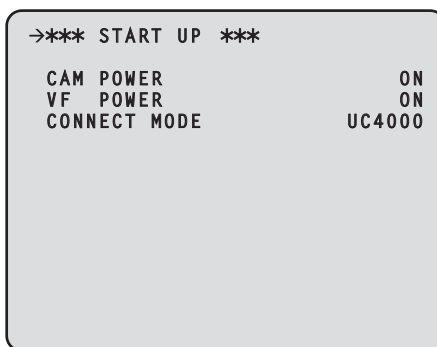 →*** START UP ***
CAM POWER ON
VF POWER ON
CONNECT MODE UC4000